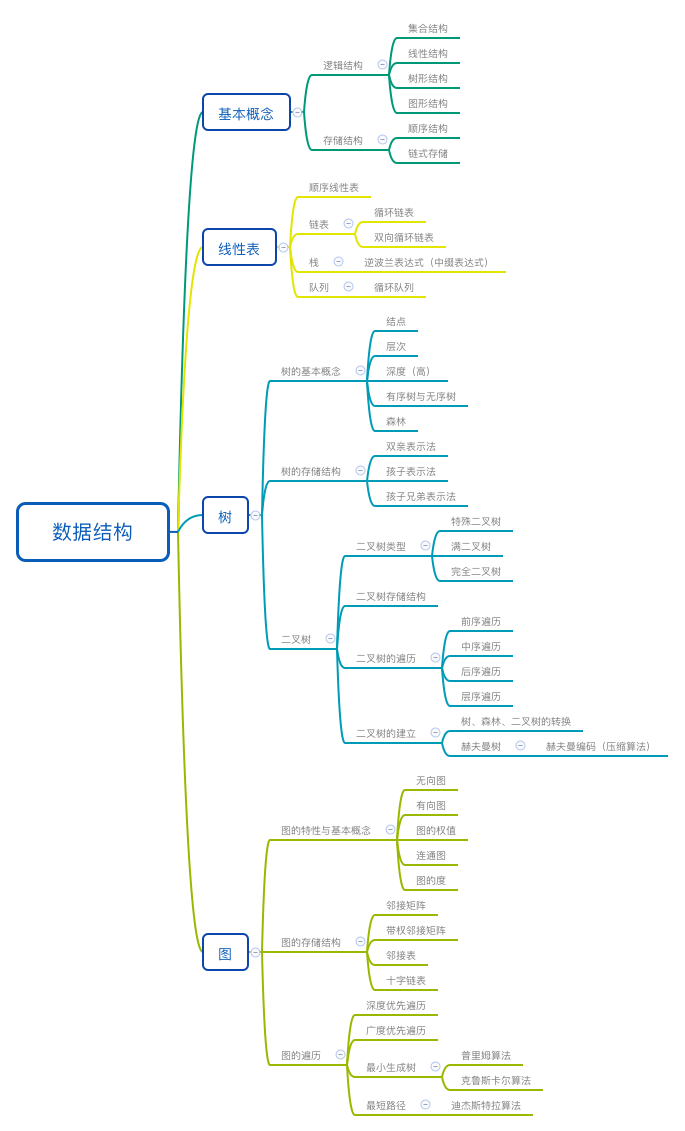 数据结构
基本概念
逻辑结构
集合结构
线性结构
树形结构
图形结构
存储结构
顺序结构
链式存储
线性表
顺序线性表
链表
循环链表
双向循环链表
栈
逆波兰表达式（中缀表达式）
队列
循环队列
树
树的基本概念
结点
层次
深度（高）
有序树与无序树
森林
树的存储结构
双亲表示法
孩子表示法
孩子兄弟表示法
二叉树
二叉树类型
特殊二叉树
满二叉树
完全二叉树
二叉树存储结构
二叉树的遍历
前序遍历
中序遍历
后序遍历
层序遍历
二叉树的建立
树、森林、二叉树的转换
赫夫曼树
赫夫曼编码（压缩算法）
图
图的特性与基本概念
无向图
有向图
图的权值
连通图
图的度
图的存储结构
邻接矩阵
带权邻接矩阵
邻接表
十字链表
图的遍历
深度优先遍历
广度优先遍历
最小生成树
普里姆算法
克鲁斯卡尔算法
最短路径
迪杰斯特拉算法